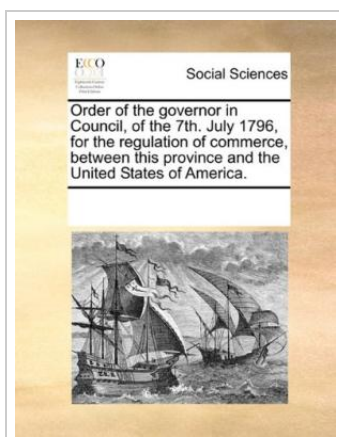 ECCO
Social Sciences
Order of the governor in
Council, of the 7th. July 1796,
for the regulation of commerce,
between this province and the
United States of America.